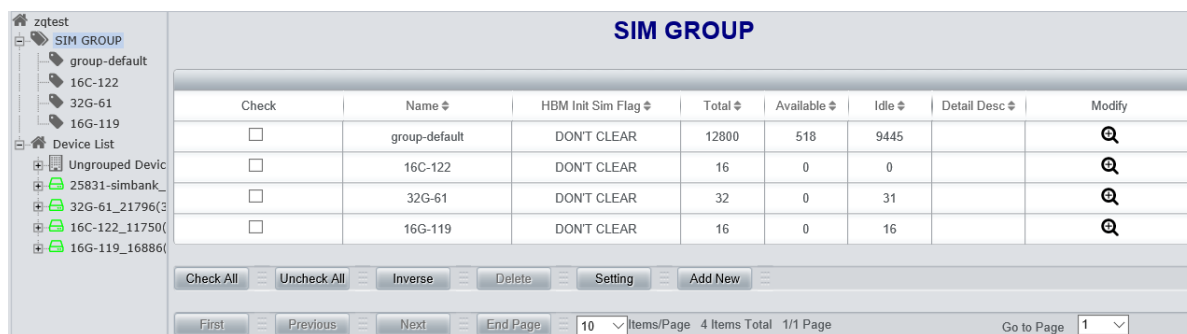 zqtest
SIM GROUP
group-default
16C-122
32G-61
16G-119
Device List
Ungrouped Devic
25831-simbank_
32G-61_21796(3
16C-122_11750(
16G-119_16886(
SIM GROUP
Check Name HBM Init Sim Flag Total Available Idle Detail Desc Modify
group-default DON'T CLEAR 12800 518 9445
16C-122 DON'T CLEAR 16 0 0
32G-61 DON'T CLEAR 32 0 31
16G-119 DON'T CLEAR 16 0 16
Check All Uncheck All Inverse Delete Setting Add New
First Previous Next End Page 10 Items/Page 4 Items Total 1/1 Page Go to Page 1